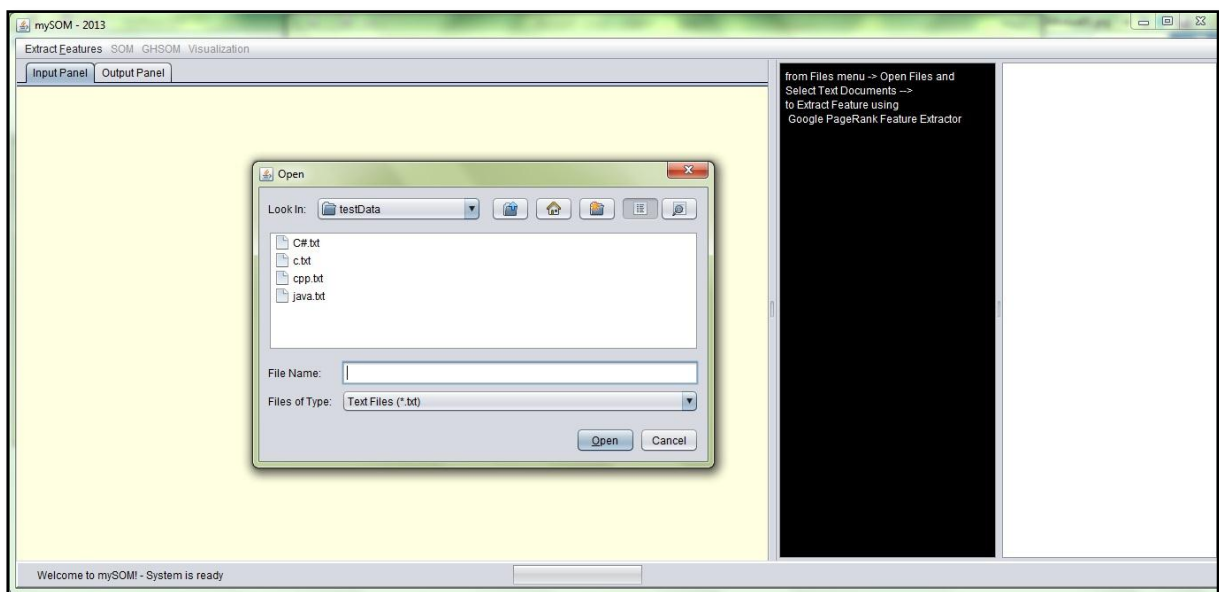 mySOM - 2013
Extract Features SOM GHSOM Visualization
Input Panel Output Panel
from Files menu -> Open Files and
Select Text Documents -->
to Extract Feature using
Google PageRank Feature Extractor
Open
Look In: testData
C#.txt
c.txt
cpp.txt
java.txt
File Name:
Files of Type: Text Files (*.txt)
Open Cancel
Welcome to mySOM! - System is ready